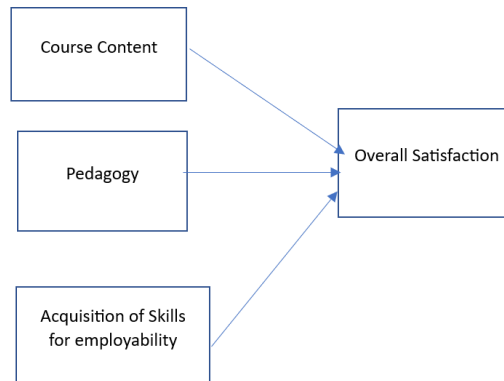 Course Content
Overall Satisfaction
Pedagogy
Acquisition of Skills
for employability